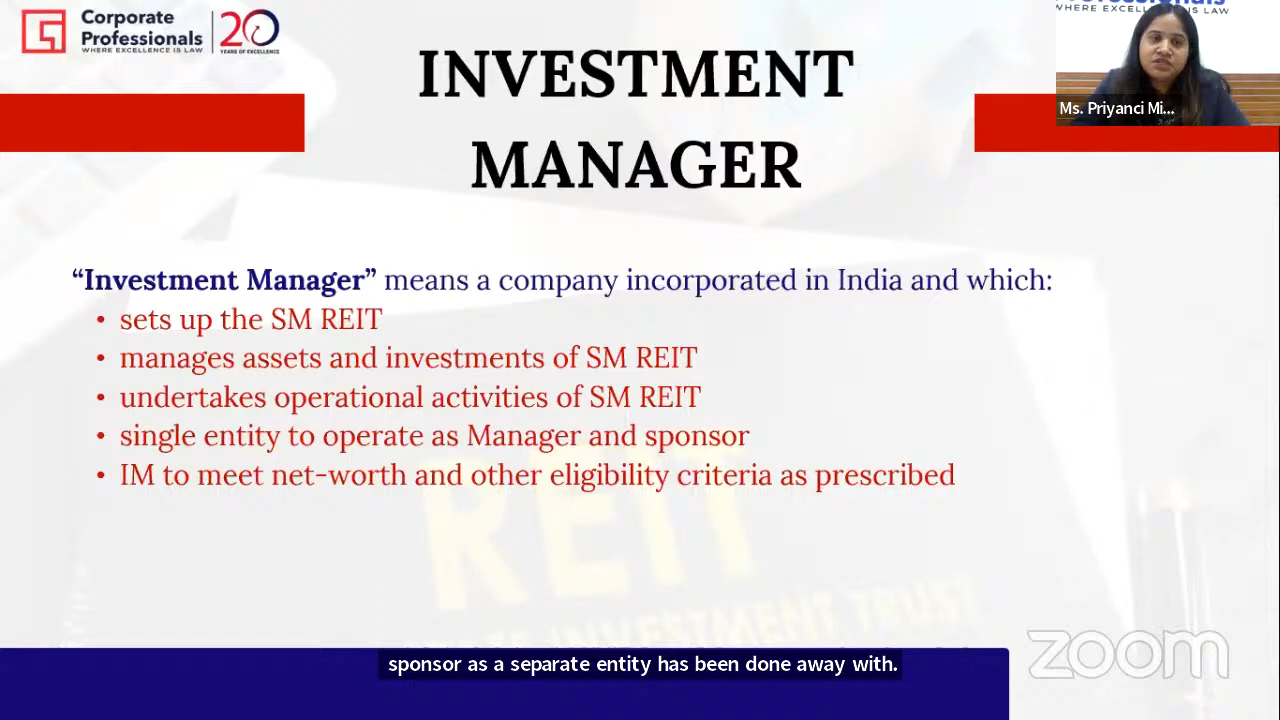 Corporate
Professionals
WHERE EXCELLENCE IS LAW
20
YEARS OF EXCELLENCE
WHERE EXCELLENCE IS LAW
Ms. Priyanci Mi...
INVESTMENT
MANAGER
“Investment Manager” means a company incorporated in India and which:
• sets up the SM REIT
• manages assets and investments of SM REIT
• undertakes operational activities of SM REIT
• single entity to operate as Manager and sponsor
• IM to meet net-worth and other eligibility criteria as prescribed
REIT
INVESTMENT TRUST
zoom
sponsor as a separate entity has been done away with.